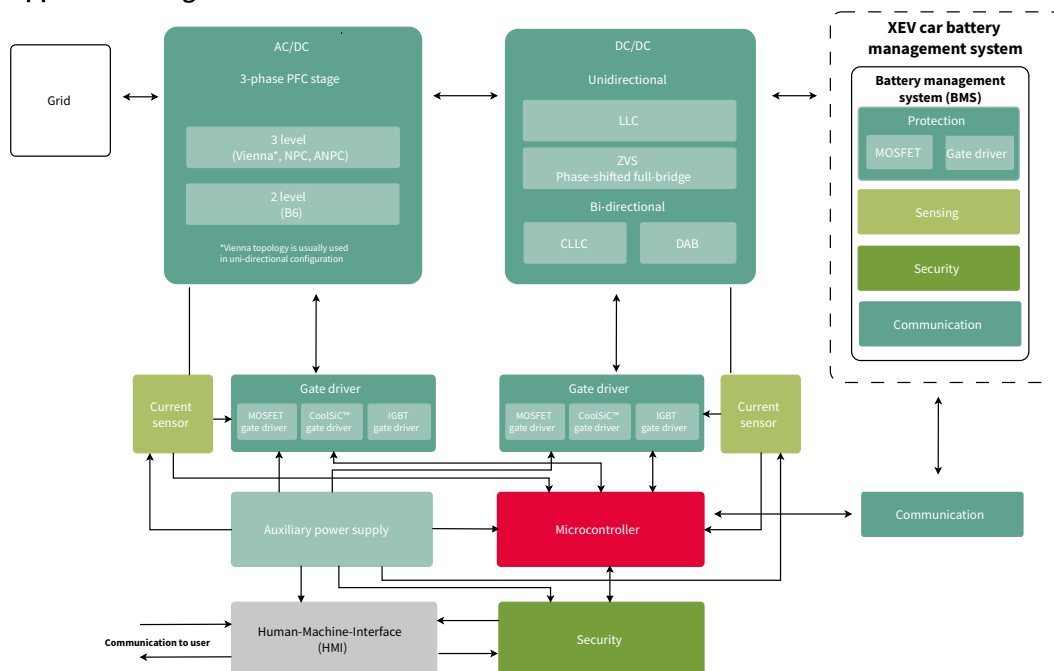 Grid
AC/DC
3-phase PFC stage
3 level
(Vienna*, NPC, ANPC)
2 level
(B6)
*Vienna topology is usually used
in uni-directional configuration
DC/DC
Unidirectional
LLC
ZVS
Phase-shifted full-bridge
Bi-directional
CLLC
DAB
XEV car battery
management system
Battery management
system (BMS)
Protection
MOSFET
Gate driver
Sensing
Security
Communication
Current
sensor
Gate driver
MOSFET
gate driver
CoolSiC™
gate driver
IGBT
gate driver
Gate driver
MOSFET
gate driver
CoolSiC™
gate driver
IGBT
gate driver
Current
sensor
Auxiliary power supply
Microcontroller
Communication
Communication to user
Human-Machine-Interface
(HMI)
Security